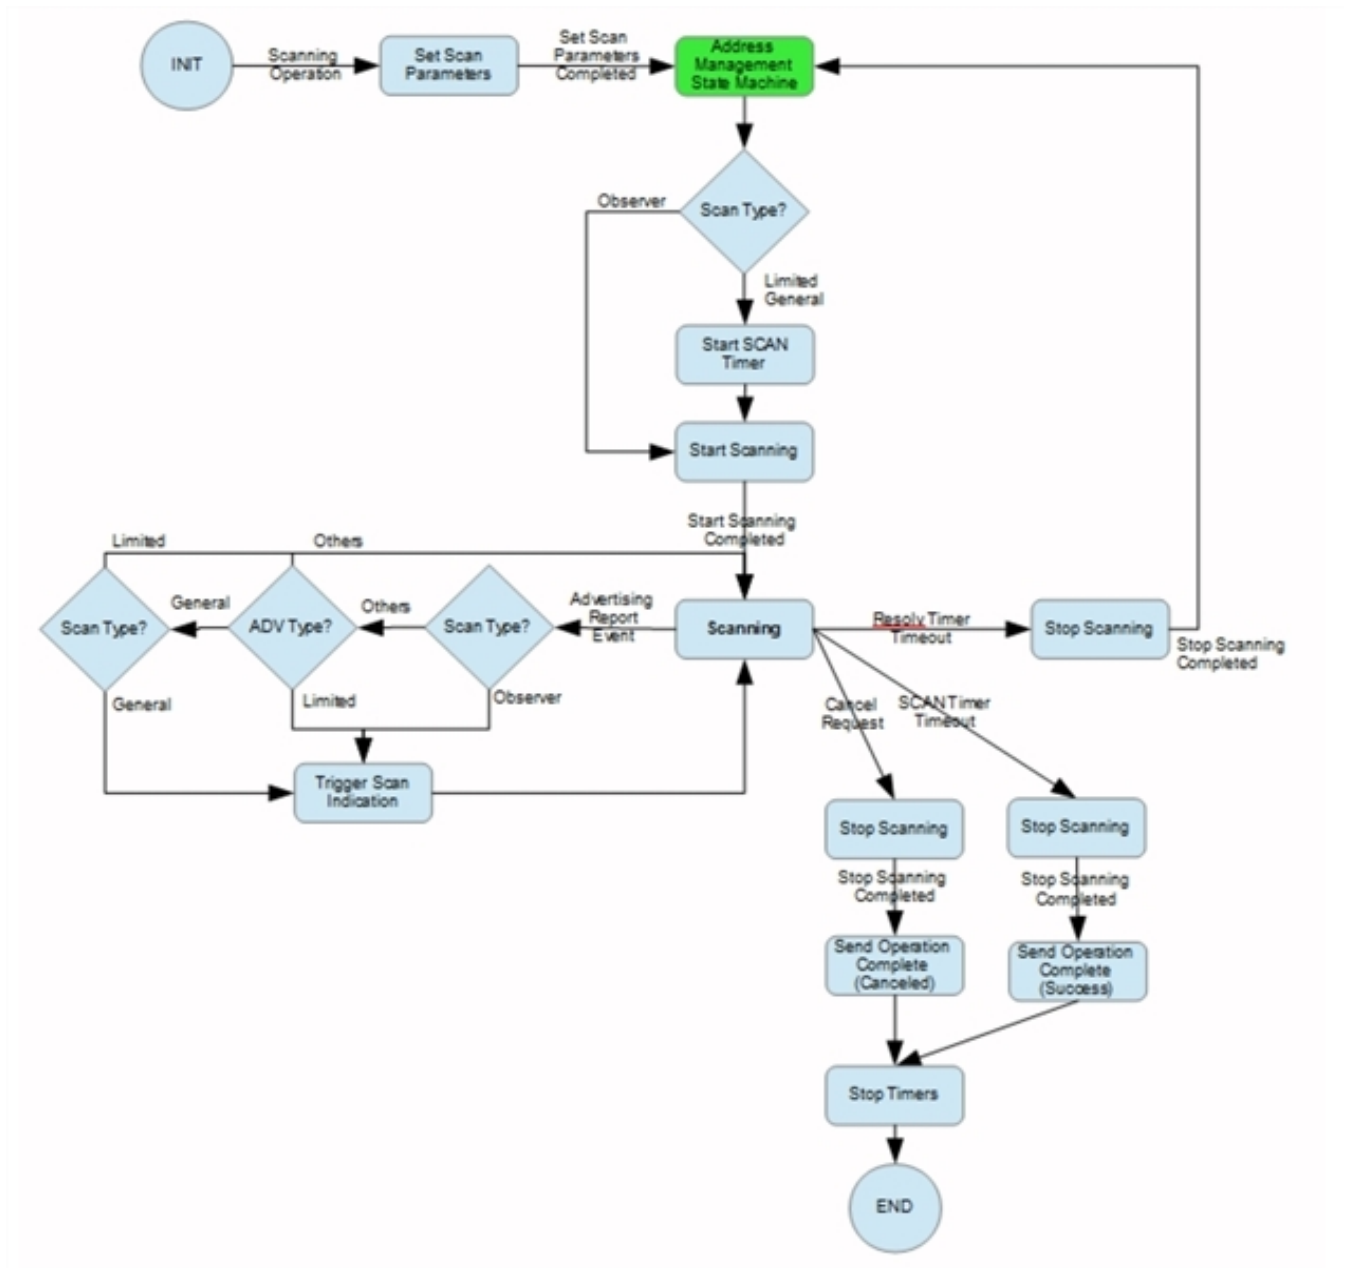 INIT
Scanning
Operation
Set Scan
Parameters
Set Scan
Parameters
Completed
Address
Management
State Machine
Scan Type?
Observer
Limited
General
Start SCAN
Timer
Start Scanning
Start Scanning
Completed
Limited
Others
Scan Type?
General
ADV Type?
Others
Scan Type?
Advertising
Report
Event
Scanning
Resolv Timer
Timeout
Stop Scanning
Stop Scanning
Completed
General
Limited
Observer
Trigger Scan
Indication
Cancel
Request
SCAN Timer
Timeout
Stop Scanning
Stop Scanning
Stop Scanning
Completed
Stop Scanning
Completed
Send Operation
Complete
(Canceled)
Send Operation
Complete
(Success)
Stop Timers
END